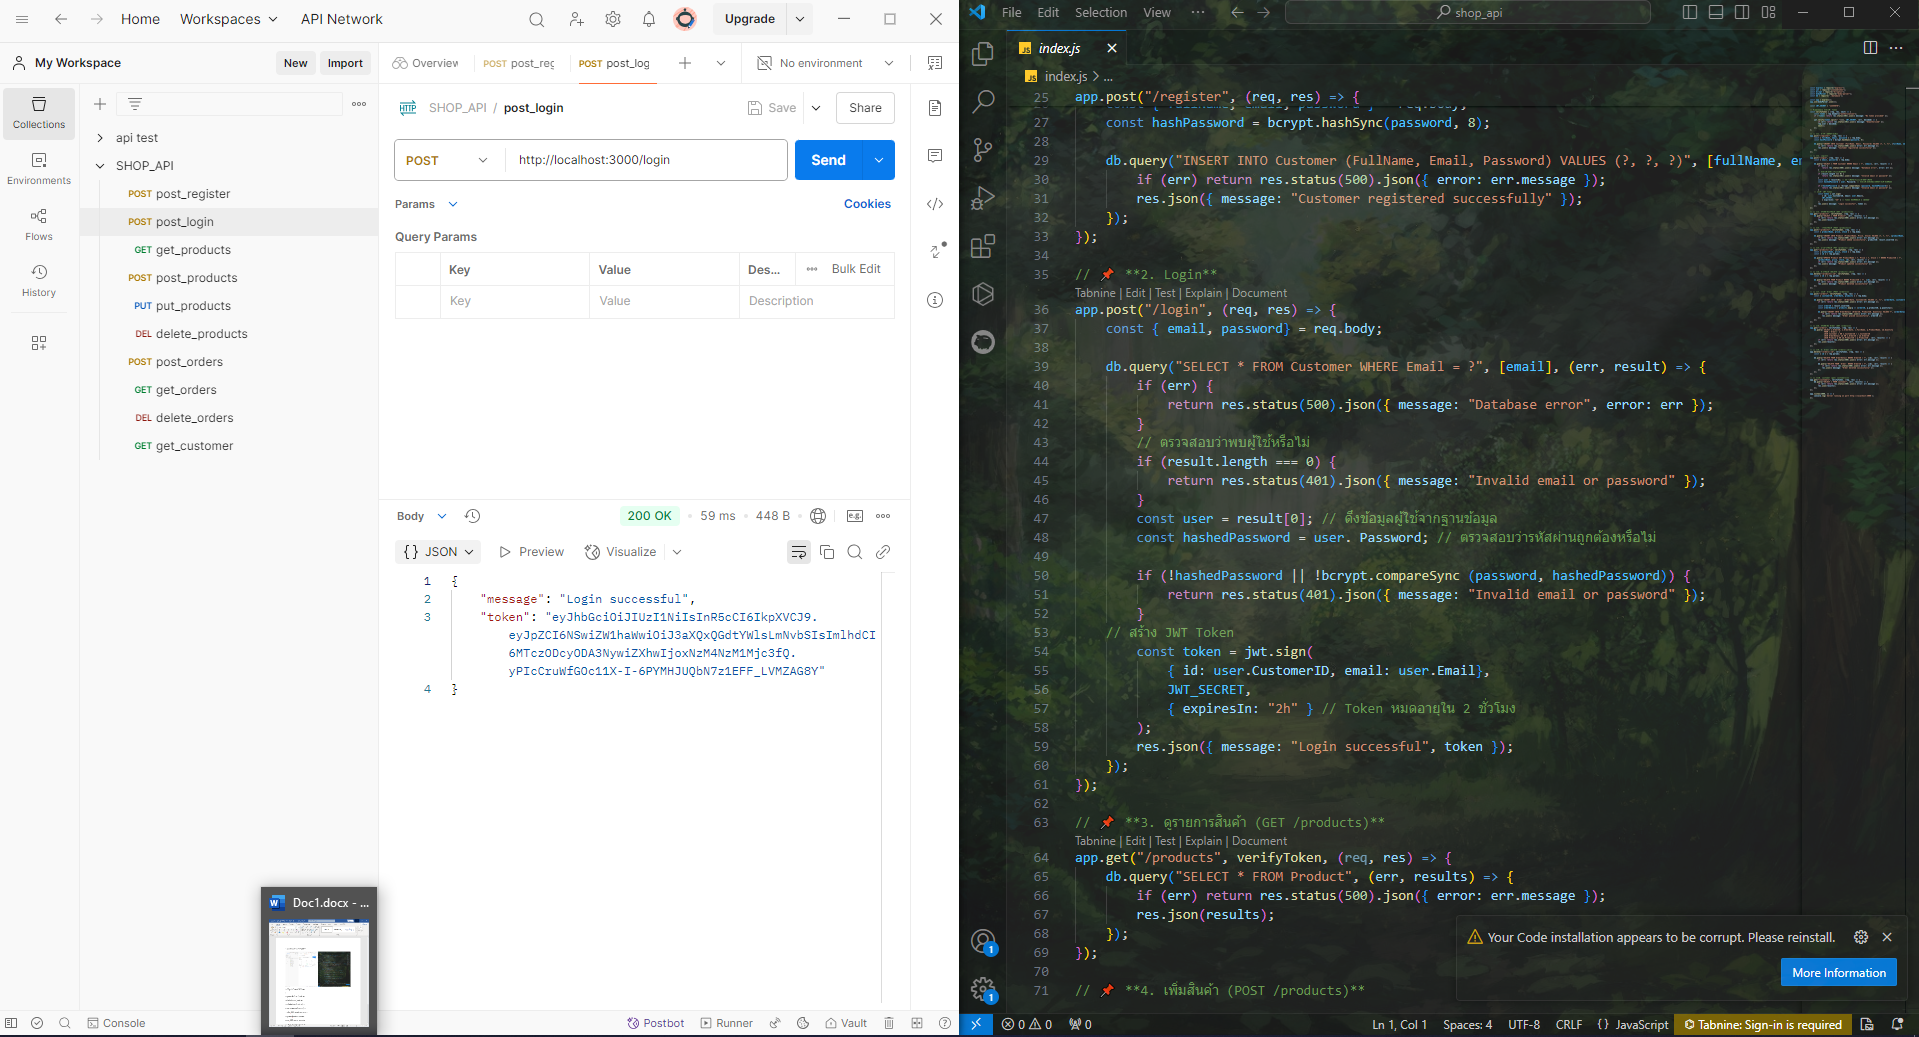 Home
Workspaces
API Network
Upgrade
My Workspace
New
Import
Overview
POST post_reg
POST post_log
No environment
Collections
Environments
Flows
History
api test
SHOP_API
POST post_register
POST post_login
GET get_products
POST post_products
PUT put_products
DEL delete_products
POST post_orders
GET get_orders
DEL delete_orders
GET get_customer
HTTP
SHOP_API / post_login
Save
Share
POST
http://localhost:3000/login
Send
Params
Cookies
Query Params
Key
Value
Des...
Bulk Edit
Key
Value
Description
Body
200 OK
59 ms
448 B
e.g.
{} JSON
Preview
Visualize
1 {
2 "message": "Login successful",
3 "token": "eyJhbGciOiJIUzI1NiIsInR5cCI6IkpXVCJ9.
eyJpZCI6NSwiZW1haWwiOiJ3aXQxQGdtYWlsLmNvbSIsImlhdCI
6MTczODcyODA3NywiZXhwIjoxNzM4NzM1Mjc3fQ.
yPIcCruWfGOc11X-I-6PYMHJUQbN7z1EFF_LVMZAG8Y"
4 }
Doc1.docx - ...
Console
Postbot
Runner
Vault
File
Edit
Selection
View
shop_api
JS index.js
JS index.js > ...
25 app.post("/register", (req, res) => {
27 const hashPassword = bcrypt.hashSync(password, 8);
28
29 db.query("INSERT INTO Customer (FullName, Email, Password) VALUES (?, ?, ?)", [fullName, em
30 if (err) return res.status(500).json({ error: err.message });
31 res.json({ message: "Customer registered successfully" });
32 });
33 });
34
35 // 📌 **2. Login**
Tabnine | Edit | Test | Explain | Document
36 app.post("/login", (req, res) => {
37 const { email, password} = req.body;
38
39 db.query("SELECT * FROM Customer WHERE Email = ?", [email], (err, result) => {
40 if (err) {
41 return res.status(500).json({ message: "Database error", error: err });
42 }
43 // ตรวจสอบว่าพบผู้ใช้หรือไม่
44 if (result.length === 0) {
45 return res.status(401).json({ message: "Invalid email or password" });
46 }
47 const user = result[0]; // ดึงข้อมูลผู้ใช้จากฐานข้อมูล
48 const hashedPassword = user. Password; // ตรวจสอบว่ารหัสผ่านถูกต้องหรือไม่
49
50 if (!hashedPassword || !bcrypt.compareSync (password, hashedPassword)) {
51 return res.status(401).json({ message: "Invalid email or password" });
52 }
53 // สร้าง JWT Token
54 const token = jwt.sign(
55 { id: user.CustomerID, email: user.Email},
56 JWT_SECRET,
57 { expiresIn: "2h" } // Token หมดอายุใน 2 ชั่วโมง
58 );
59 res.json({ message: "Login successful", token });
60 });
61 });
62
63 // 📌 **3. ดูรายการสินค้า (GET /products)**
Tabnine | Edit | Test | Explain | Document
64 app.get("/products", verifyToken, (req, res) => {
65 db.query("SELECT * FROM Product", (err, results) => {
66 if (err) return res.status(500).json({ error: err.message });
67 res.json(results);
68 });
69 });
70
71 // 📌 **4. เพิ่มสินค้า (POST /products)**
Your Code installation appears to be corrupt. Please reinstall.
More Information
1
1
0 0
0
Ln 1, Col 1
Spaces: 4
UTF-8
CRLF
{} JavaScript
Tabnine: Sign-in is required